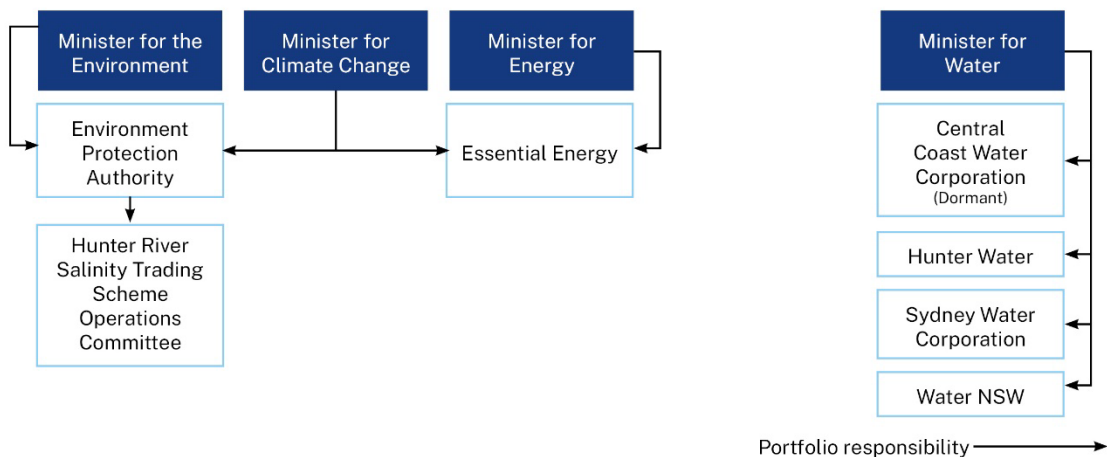 Minister for the
Environment
Minister for
Climate Change
Minister for
Energy
Minister for
Water
Environment
Protection
Authority
Essential Energy
Central
Coast Water
Corporation
(Dormant)
Hunter River
Salinity Trading
Scheme
Operations
Committee
Hunter Water
Sydney Water
Corporation
Water NSW
Portfolio responsibility